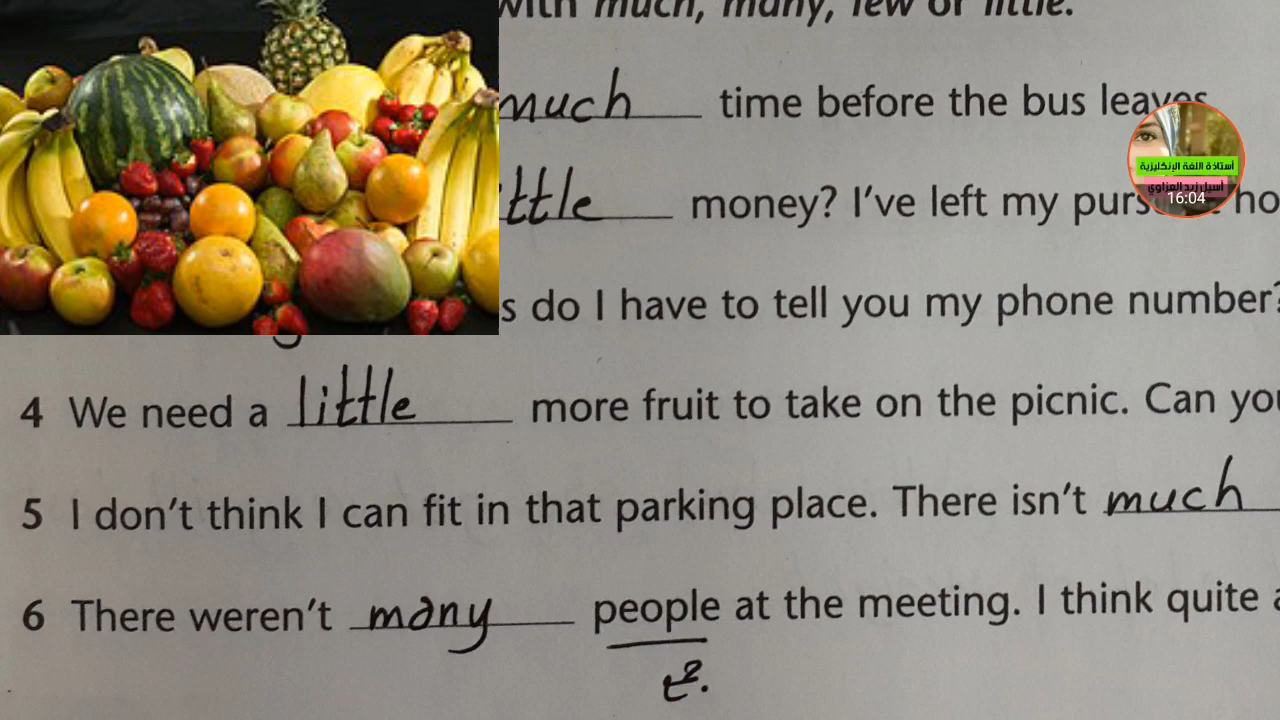 with much, many, few or little.
much time before the bus leaves
ttle money? I've left my purs ho
s do I have to tell you my phone number?
4 We need a little more fruit to take on the picnic. Can you
5 I don't think I can fit in that parking place. There isn't much
6 There weren't many people at the meeting. I think quite a
أستاذة اللغة الإنكليزية
أسيل زيد العزاوي
16:04